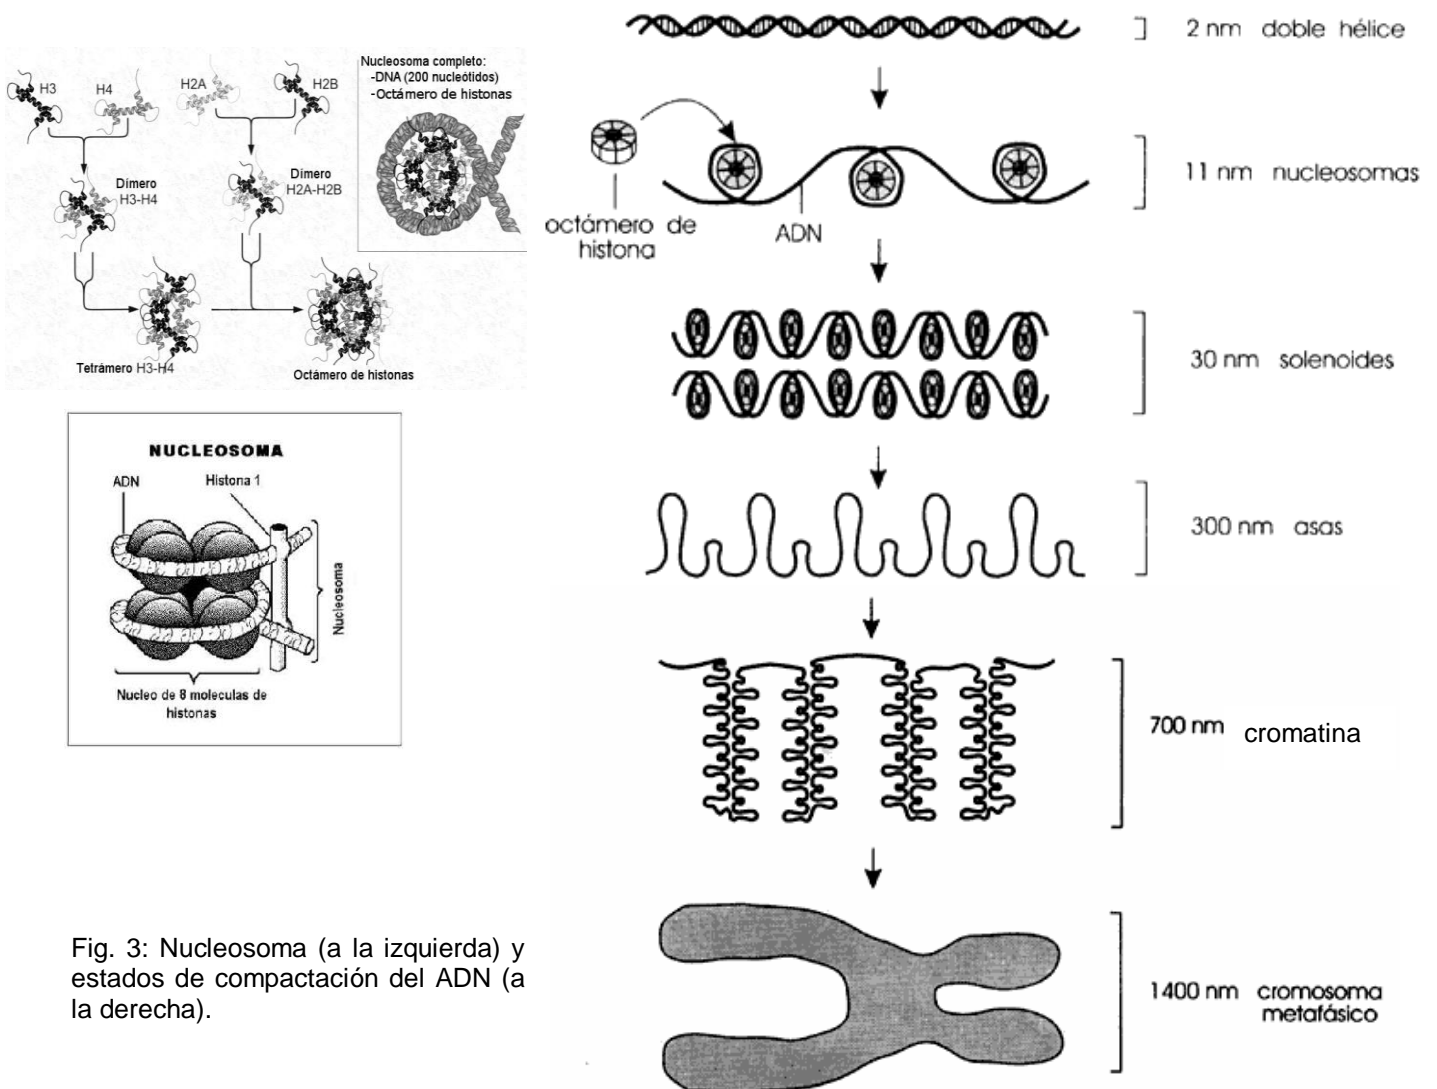 H3
H4
H2A
H2B
Dímero
H3-H4
Dímero
H2A-H2B
Tetrámero H3-H4
Octámero de histonas
Nucleosoma completo:
-DNA (200 nucleótidos)
-Octámero de histonas
NUCLEOSOMA
ADN
Histona 1
Nucleosoma
Nucleo de 8 moleculas de
histonas
Fig. 3: Nucleosoma (a la izquierda) y
estados de compactación del ADN (a
la derecha).
2 nm doble hélice
octámero de
histona
ADN
11 nm nucleosomas
30 nm solenoides
300 nm asas
700 nm cromatina
1400 nm cromosoma
metafásico